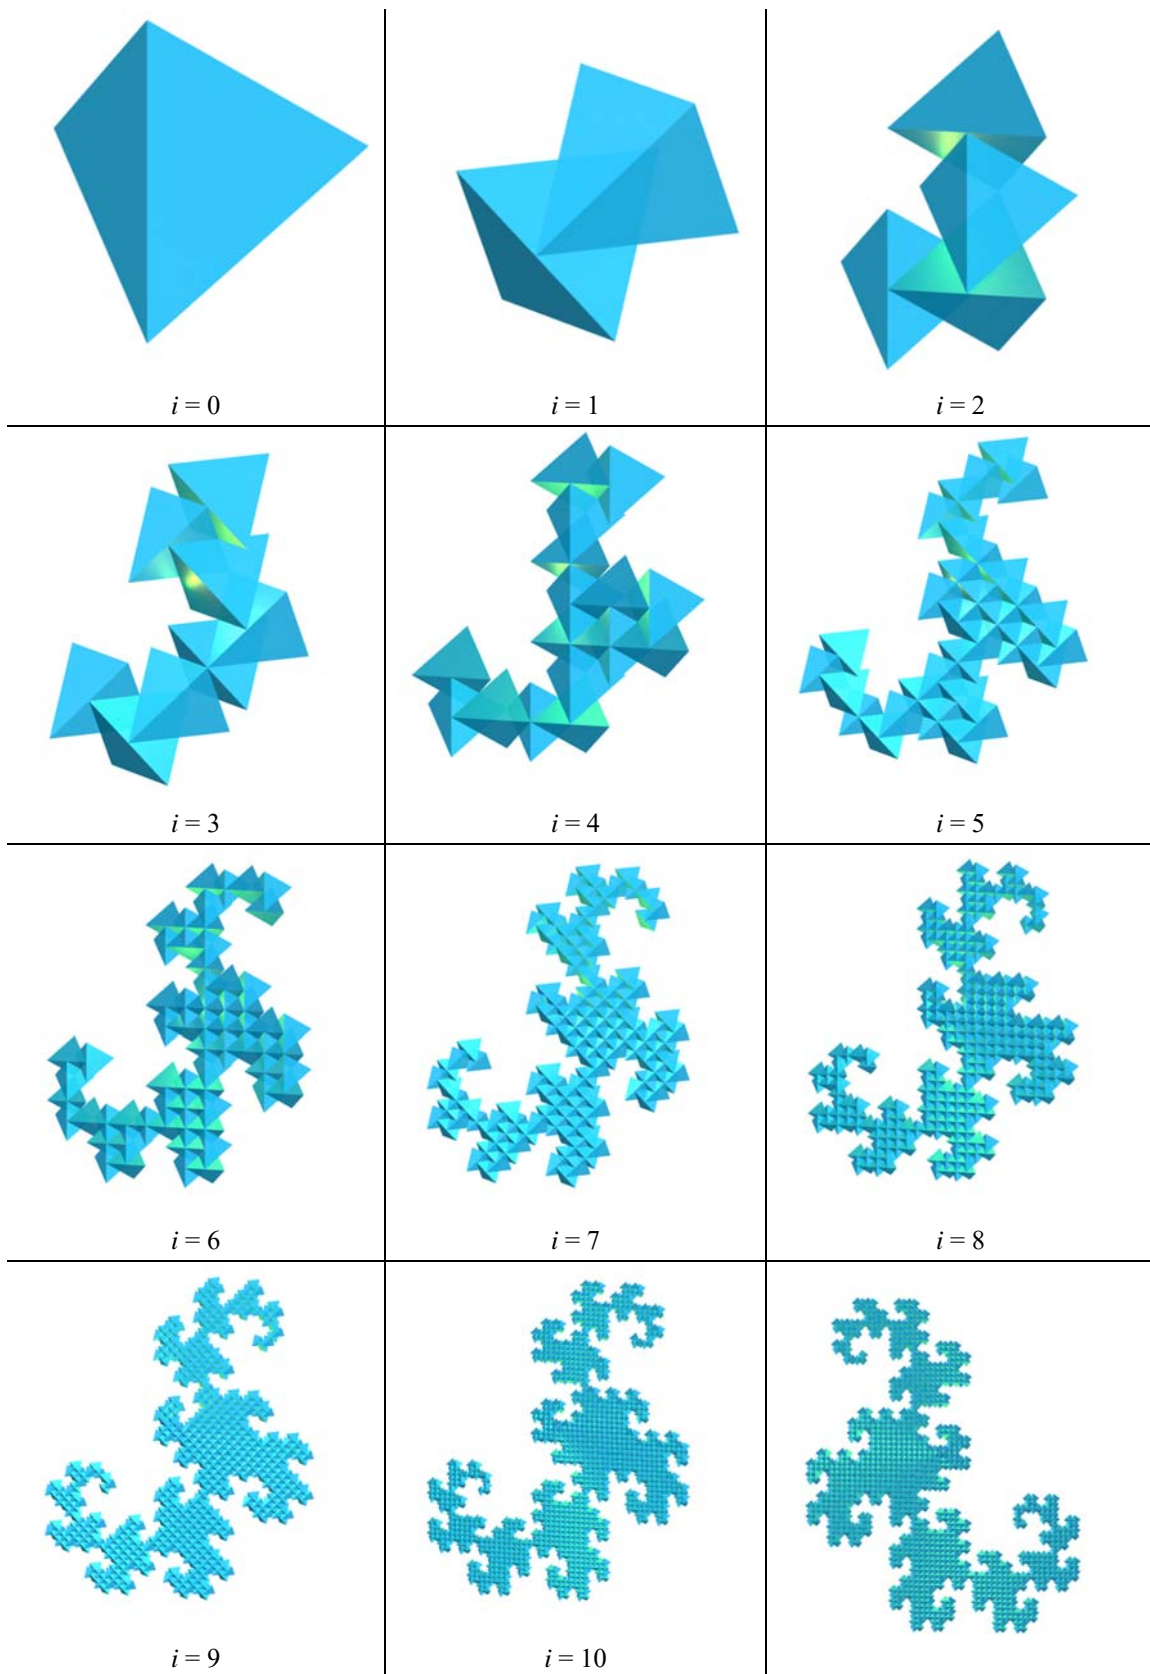 i = 0
i = 1
i = 2
i = 3
i = 4
i = 5
i = 6
i = 7
i = 8
i = 9
i = 10